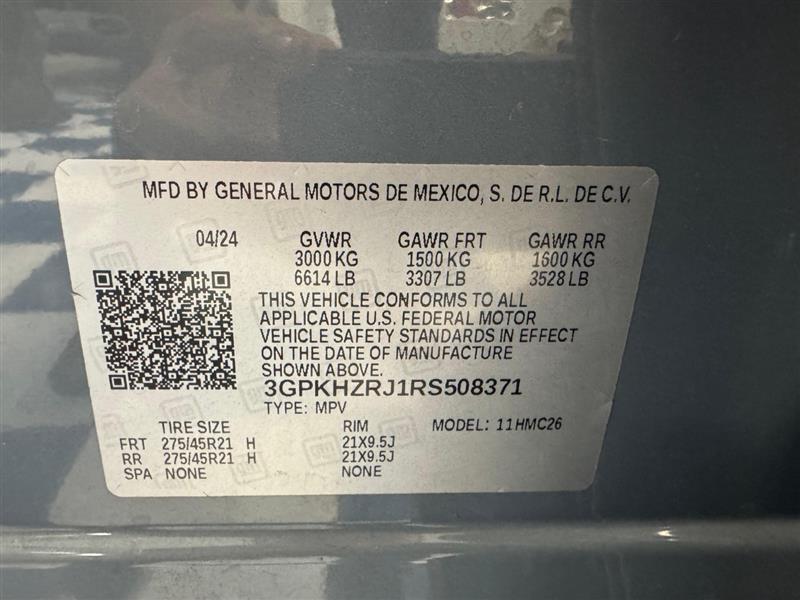 MFD BY GENERAL MOTORS DE MEXICO, S. DE R.L. DE C.V.
04/24 GVWR GAWR FRT GAWR RR
3000 KG 1500 KG 1600 KG
6614 LB 3307 LB 3528 LB
THIS VEHICLE CONFORMS TO ALL
APPLICABLE U.S. FEDERAL MOTOR
VEHICLE SAFETY STANDARDS IN EFFECT
ON THE DATE OF MANUFACTURE
SHOWN ABOVE.
3GPKHZRJ1RS508371
TYPE: MPV
TIRE SIZE RIM MODEL: 11HMC26
FRT 275/45R21 H 21X9.5J
RR 275/45R21 H 21X9.5J
SPA NONE NONE